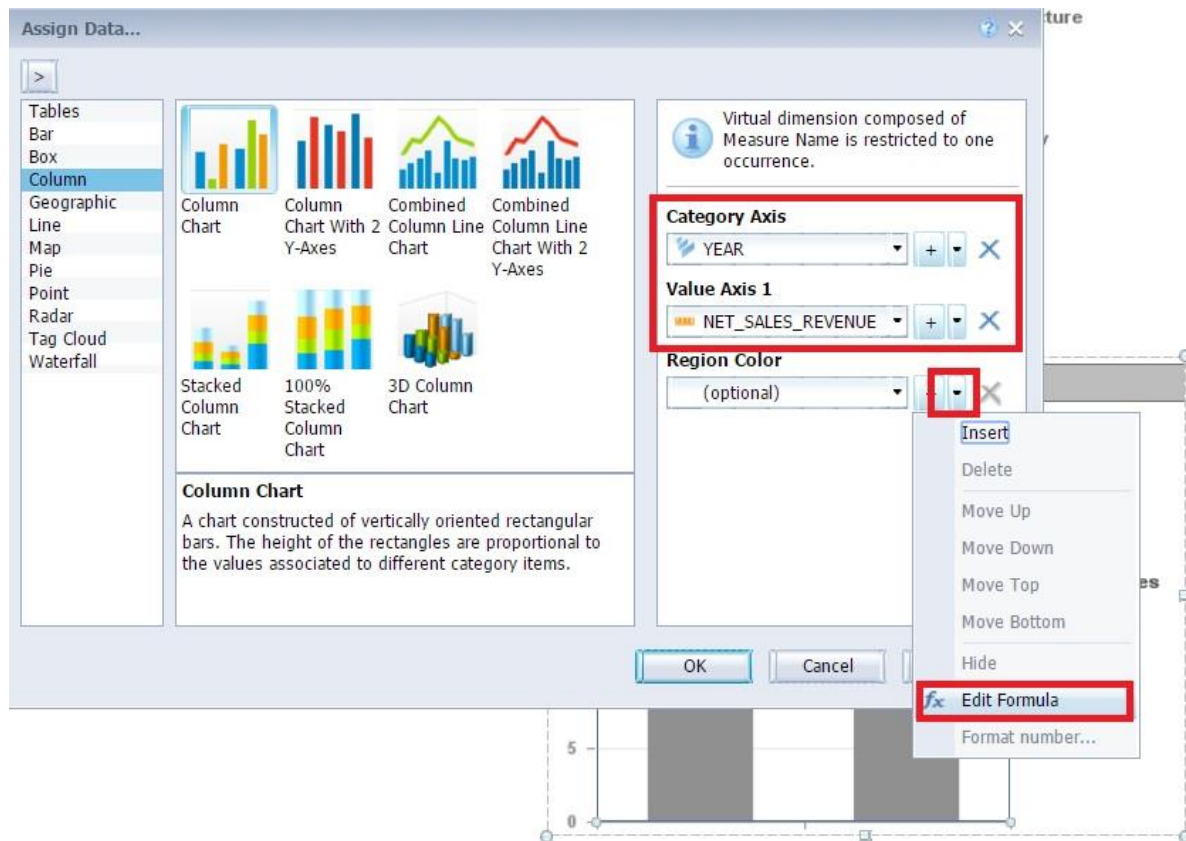 Assign Data...
?
ture
>
Tables
Bar
Box
Column
Geographic
Line
Map
Pie
Point
Radar
Tag Cloud
Waterfall
Column
Chart
Column
Chart With 2
Y-Axes
Combined
Column Line
Chart
Combined
Column Line
Chart With 2
Y-Axes
Stacked
Column
Chart
100%
Stacked
Column
Chart
3D Column
Chart
Column Chart
A chart constructed of vertically oriented rectangular
bars. The height of the rectangles are proportional to
the values associated to different category items.
i
Virtual dimension composed of
Measure Name is restricted to one
occurrence.
Category Axis
YEAR
+
Value Axis 1
NET_SALES_REVENUE
+
Region Color
(optional)
Insert
Delete
Move Up
Move Down
Move Top
Move Bottom
Hide
fx Edit Formula
Format number...
OK
Cancel
es
5
0